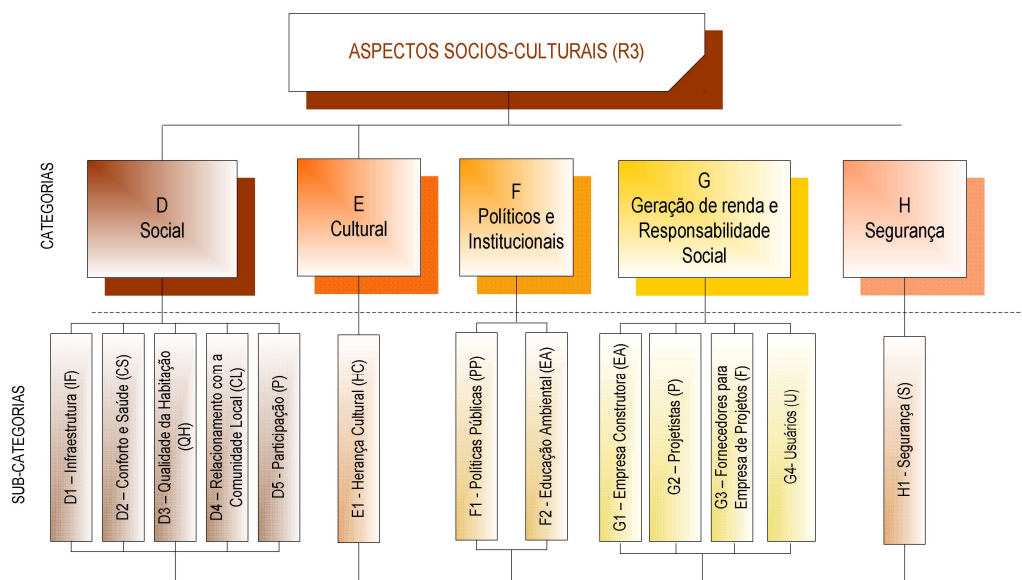 ASPECTOS SOCIOS-CULTURAIS (R3)
CATEGORIAS
D
Social
E
Cultural
F
Políticos e
Institucionais
G
Geração de renda e
Responsabilidade
Social
H
Segurança
SUB-CATEGORIAS
D1 – Infraestrutura (IF)
D2 – Conforto e Saúde (CS)
D3 – Qualidade da Habitação
(QH)
D4 – Relacionamento com a
Comunidade Local (CL)
D5 - Participação (P)
E1 - Herança Cultural (HC)
F1 - Políticas Públicas (PP)
F2 - Educação Ambiental (EA)
G1 – Empresa Construtora (EA)
G2 – Projetistas (P)
G3 – Fornecedores para
Empresa de Projetos (F)
G4- Usuários (U)
H1 - Segurança (S)